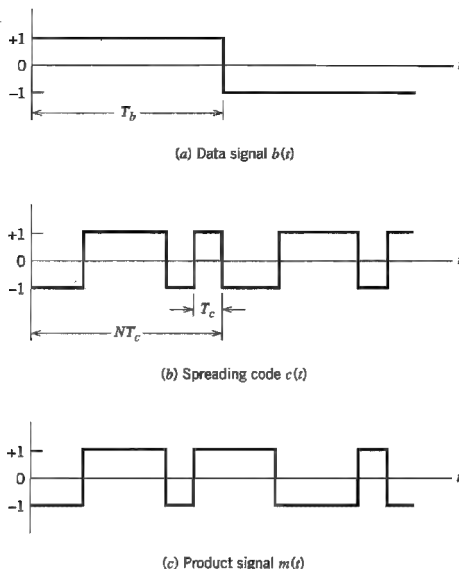 +1
0
-1
T_b
(a) Data signal b(t)
+1
0
-1
T_c
NT_c
(b) Spreading code c(t)
+1
0
-1
t
(c) Product signal m(t)